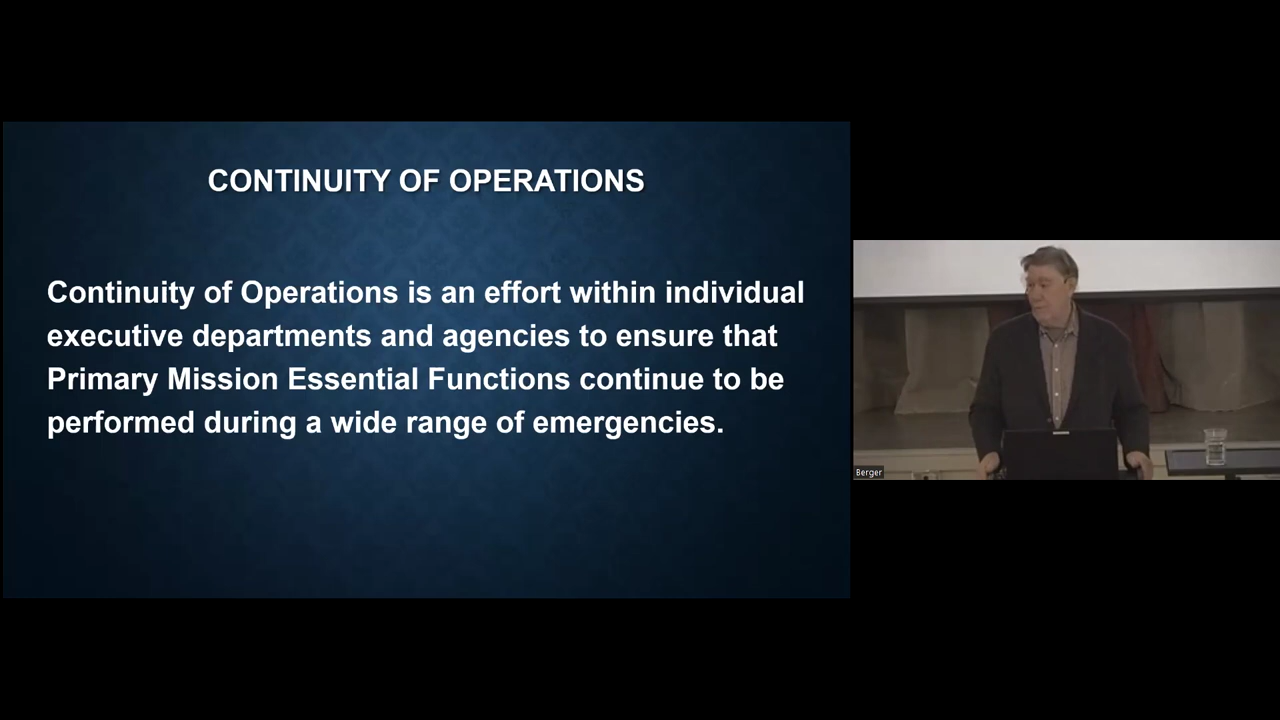 CONTINUITY OF OPERATIONS
Continuity of Operations is an effort within individual
executive departments and agencies to ensure that
Primary Mission Essential Functions continue to be
performed during a wide range of emergencies.
Berger